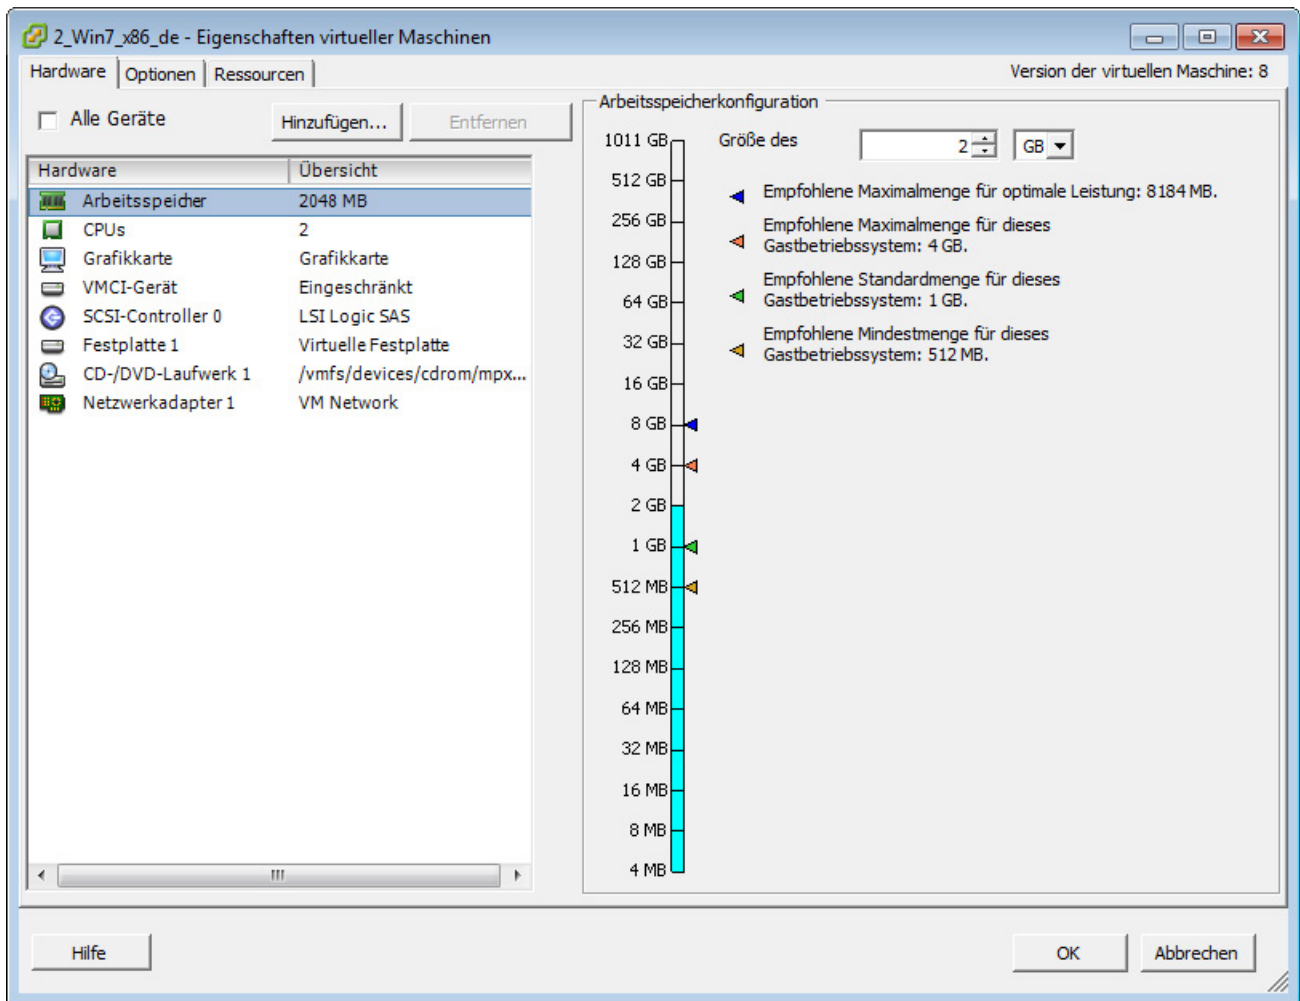 2_Win7_x86_de - Eigenschaften virtueller Maschinen
Hardware Optionen Ressourcen Version der virtuellen Maschine: 8
Alle Geräte Hinzufügen... Entfernen
Hardware Übersicht
Arbeitsspeicher 2048 MB
CPUs 2
Grafikkarte Grafikkarte
VMCI-Gerät Eingeschränkt
SCSI-Controller 0 LSI Logic SAS
Festplatte 1 Virtuelle Festplatte
CD-/DVD-Laufwerk 1 /vmfs/devices/cdrom/mpx...
Netzwerkadapter 1 VM Network
Arbeitsspeicherkonfiguration
Größe des 2 GB
1011 GB
512 GB
256 GB
128 GB
64 GB
32 GB
16 GB
8 GB
4 GB
2 GB
1 GB
512 MB
256 MB
128 MB
64 MB
32 MB
16 MB
8 MB
4 MB
Empfohlene Maximalmenge für optimale Leistung: 8184 MB.
Empfohlene Maximalmenge für dieses
Gastbetriebssystem: 4 GB.
Empfohlene Standardmenge für dieses
Gastbetriebssystem: 1 GB.
Empfohlene Mindestmenge für dieses
Gastbetriebssystem: 512 MB.
Hilfe OK Abbrechen